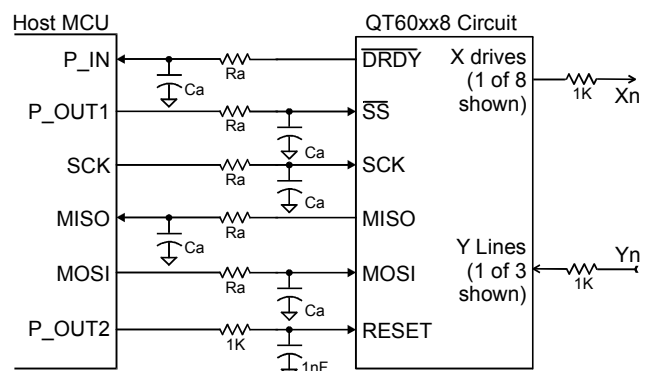 Host MCU
QT60xx8 Circuit
P_IN
Ra
Ca
DRDY
X drives
(1 of 8
shown)
1K
Xn
P_OUT1
Ra
Ca
SS
SCK
Ra
Ca
SCK
MISO
Ra
Ca
MISO
Y Lines
(1 of 3
shown)
Yn
1K
MOSI
Ra
Ca
MOSI
P_OUT2
1K
1nF
RESET